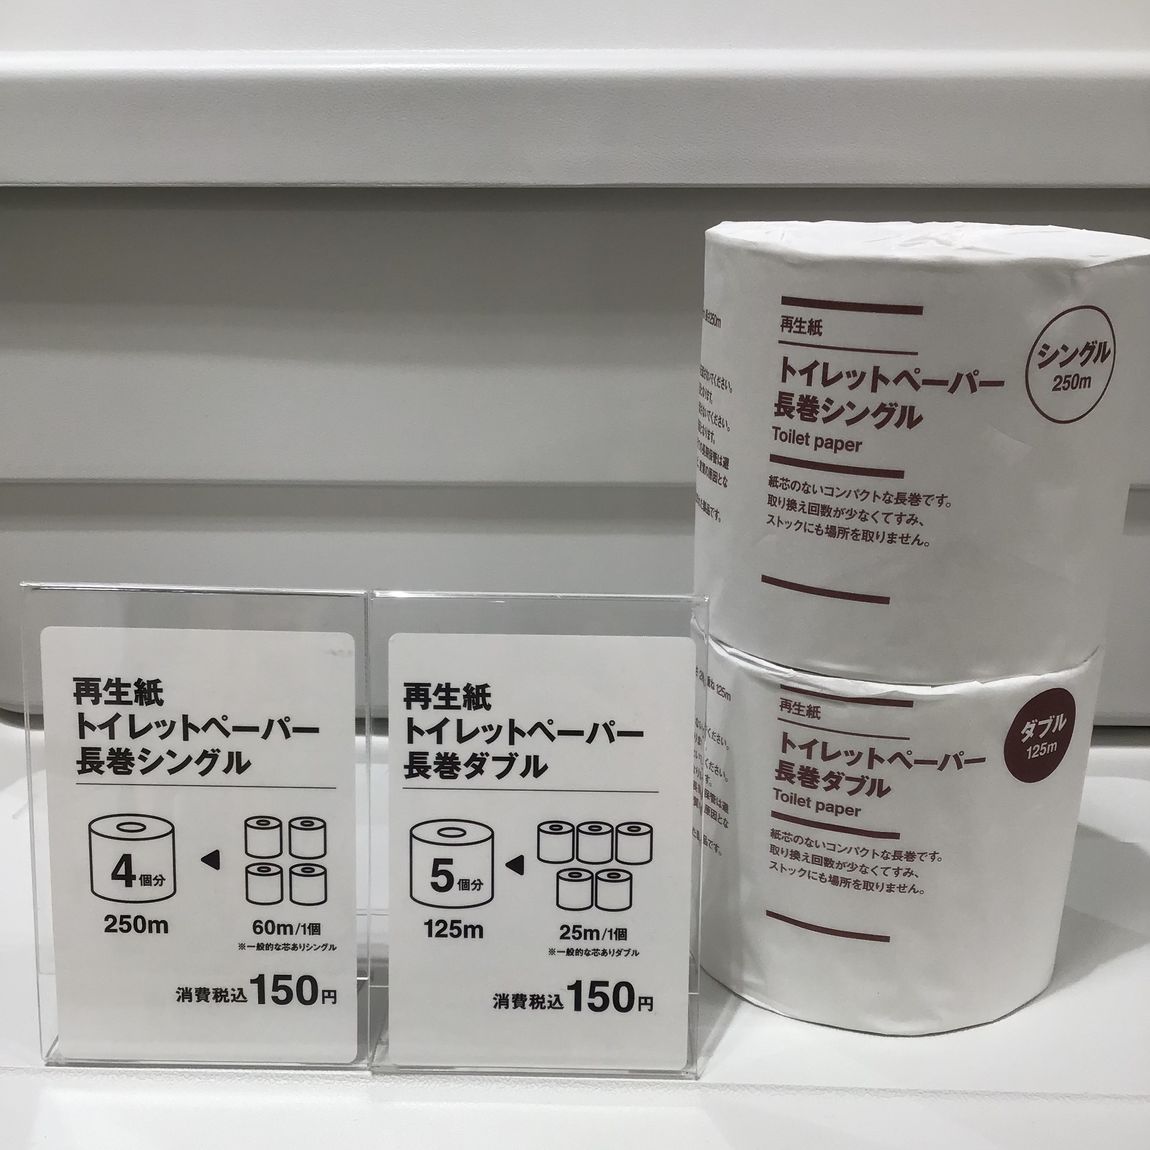 再生紙
トイレットペーパー
長巻シングル
4個分
250m
60m/1個
※一般的な芯ありシングル
消費税込150円
再生紙
トイレットペーパー
長巻ダブル
5個分
125m
25m/1個
※一般的な芯ありダブル
消費税込150円
再生紙
トイレットペーパー
長巻シングル
Toilet paper
紙芯のないコンパクトな長巻です。
取り換え回数が少なくてすみ、
ストックにも場所を取りません。
シングル
250m
再生紙
トイレットペーパー
長巻ダブル
Toilet paper
紙芯のないコンパクトな長巻です。
取り換え回数が少なくてすみ、
ストックにも場所を取りません。
ダブル
125m